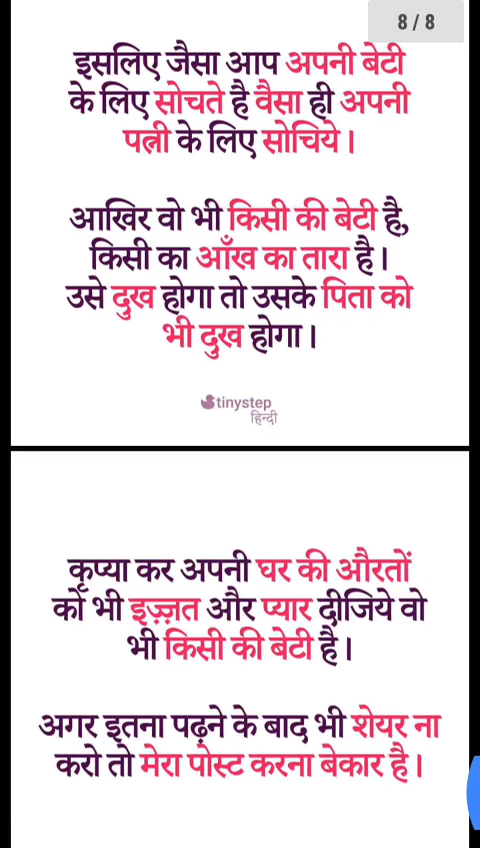 8 / 8
इसलिए जैसा आप अपनी बेटी
के लिए सोचते है वैसा ही अपनी
पत्नी के लिए सोचिये।
आखिर वो भी किसी की बेटी है,
किसी का आँख का तारा है।
उसे दुख होगा तो उसके पिता को
भी दुख होगा।
tinystep
हिन्दी
कृप्या कर अपनी घर की औरतों
को भी इज़्ज़त और प्यार दीजिये वो
भी किसी की बेटी है।
अगर इतना पढ़ने के बाद भी शेयर ना
करो तो मेरा पोस्ट करना बेकार है।